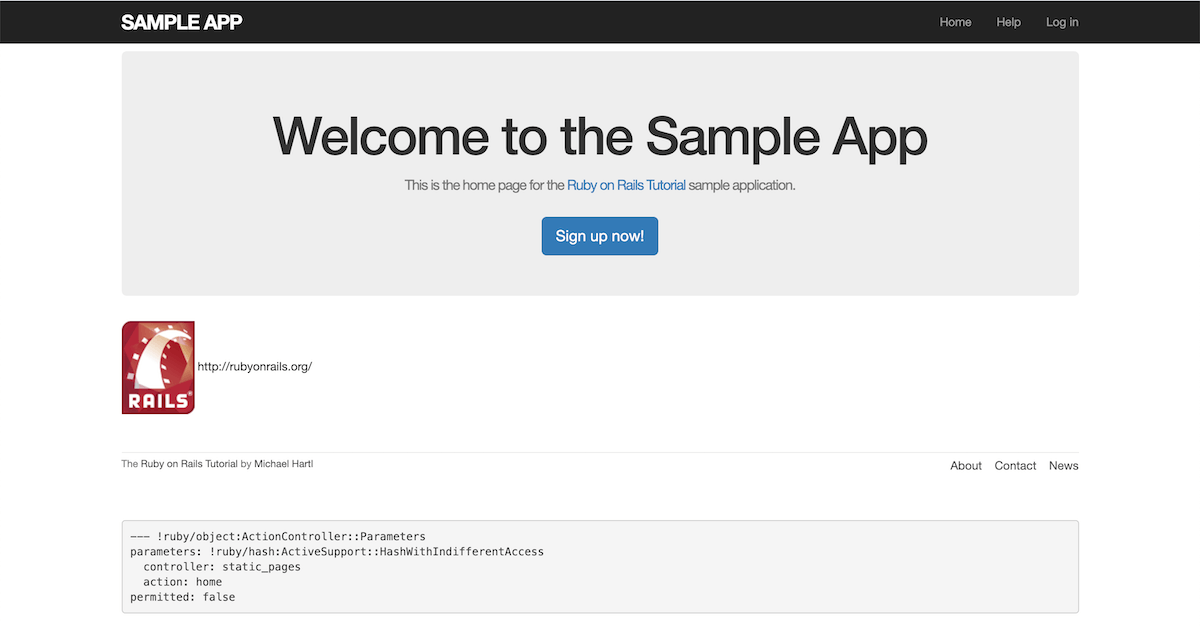 SAMPLE APP
Home Help Log in
Welcome to the Sample App
This is the home page for the Ruby on Rails Tutorial sample application.
Sign up now!
RAILS
http://rubyonrails.org/
The Ruby on Rails Tutorial by Michael Hartl
About Contact News
--- !ruby/object:ActionController::Parameters
parameters: !ruby/hash:ActiveSupport::HashWithIndifferentAccess
  controller: static_pages
  action: home
permitted: false